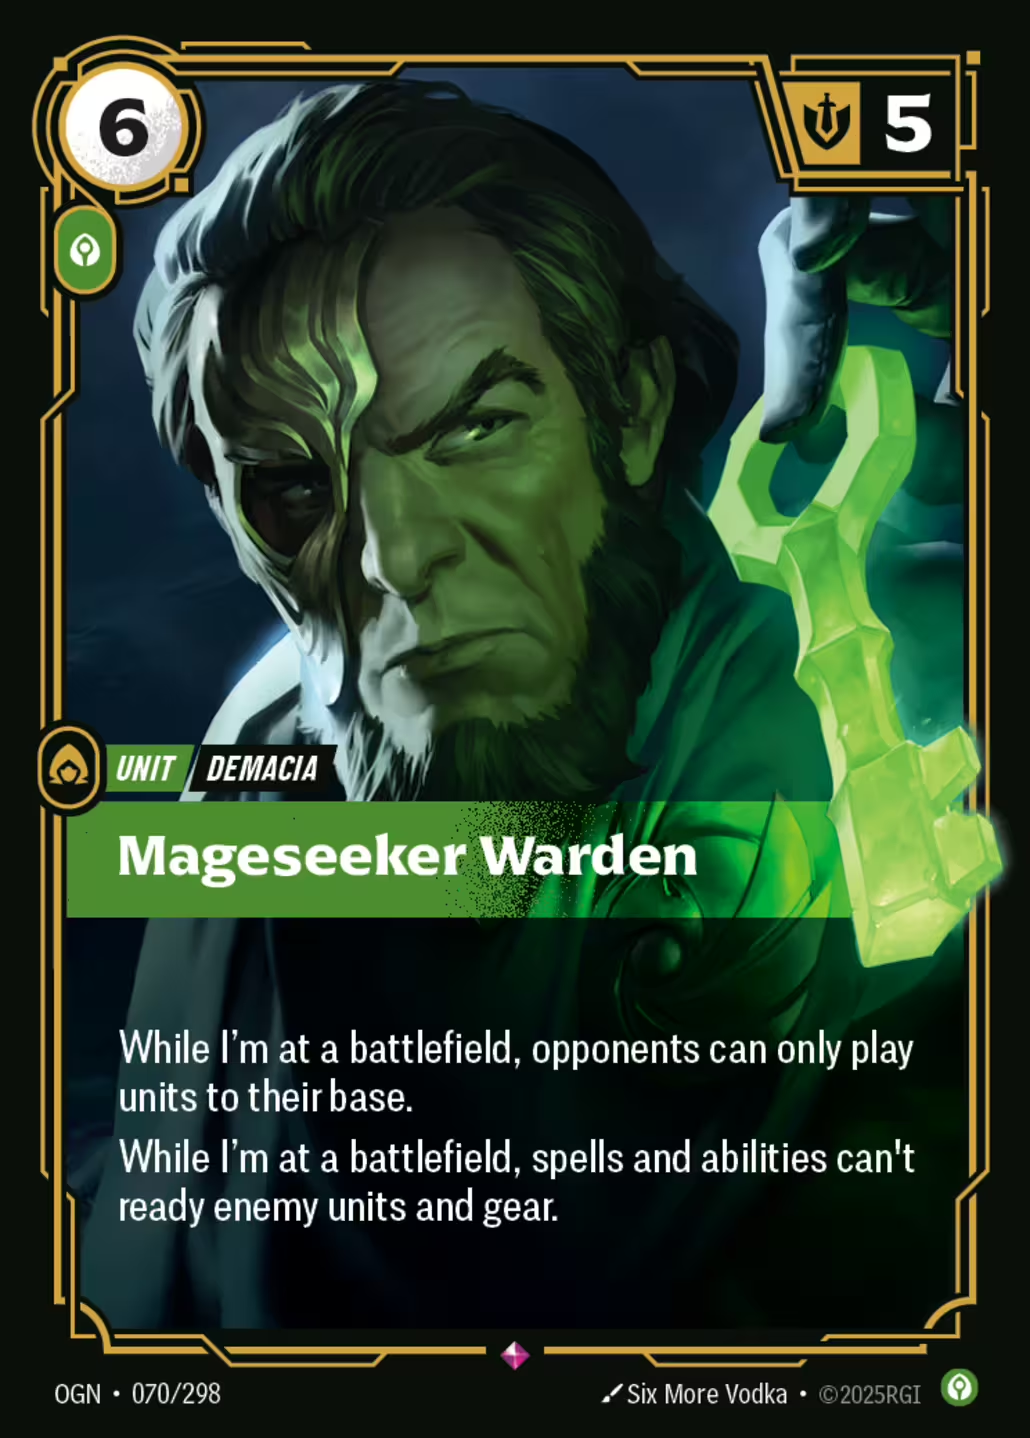 6
5
UNIT DEMACIA
Mageseeker Warden
While I'm at a battlefield, opponents can only play
units to their base.
While I'm at a battlefield, spells and abilities can't
ready enemy units and gear.
OGN • 070/298
Six More Vodka • ©2025RGI